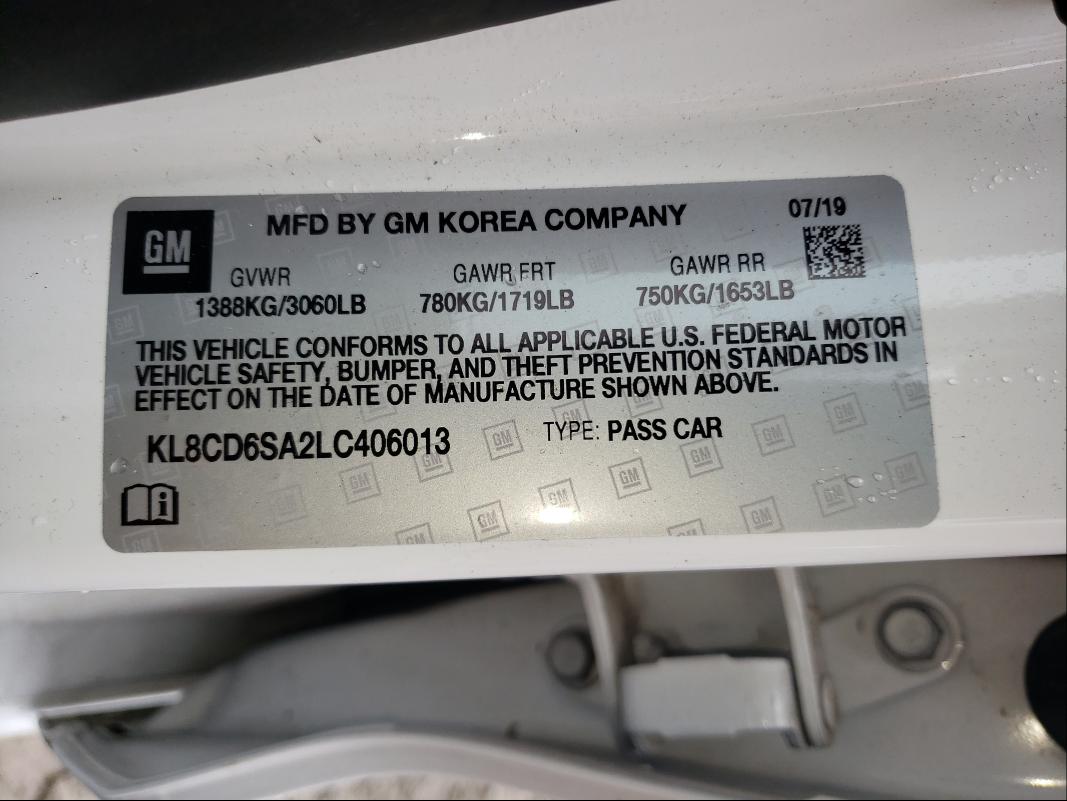 GM
MFD BY GM KOREA COMPANY
07/19
GVWR GAWR FRT GAWR RR
1388KG/3060LB 780KG/1719LB 750KG/1653LB
THIS VEHICLE CONFORMS TO ALL APPLICABLE U.S. FEDERAL MOTOR
VEHICLE SAFETY, BUMPER, AND THEFT PREVENTION STANDARDS IN
EFFECT ON THE DATE OF MANUFACTURE SHOWN ABOVE.
KL8CD6SA2LC406013 TYPE: PASS CAR